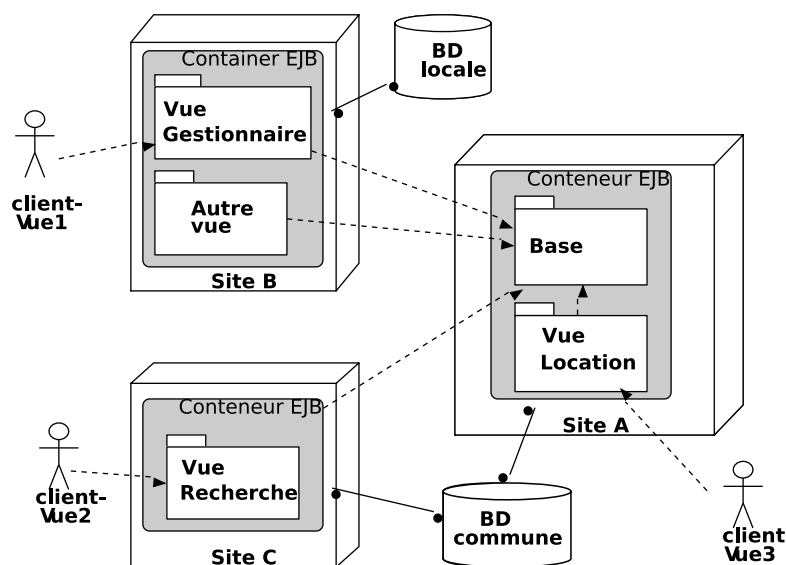 Container EJB
Vue
Gestionnaire
Autre
vue
Site B
BD
locale
client-
Vue1
Conteneur EJB
Base
Vue
Location
Site A
Conteneur EJB
Vue
Recherche
Site C
client-
Vue2
BD
commune
client
Vue3